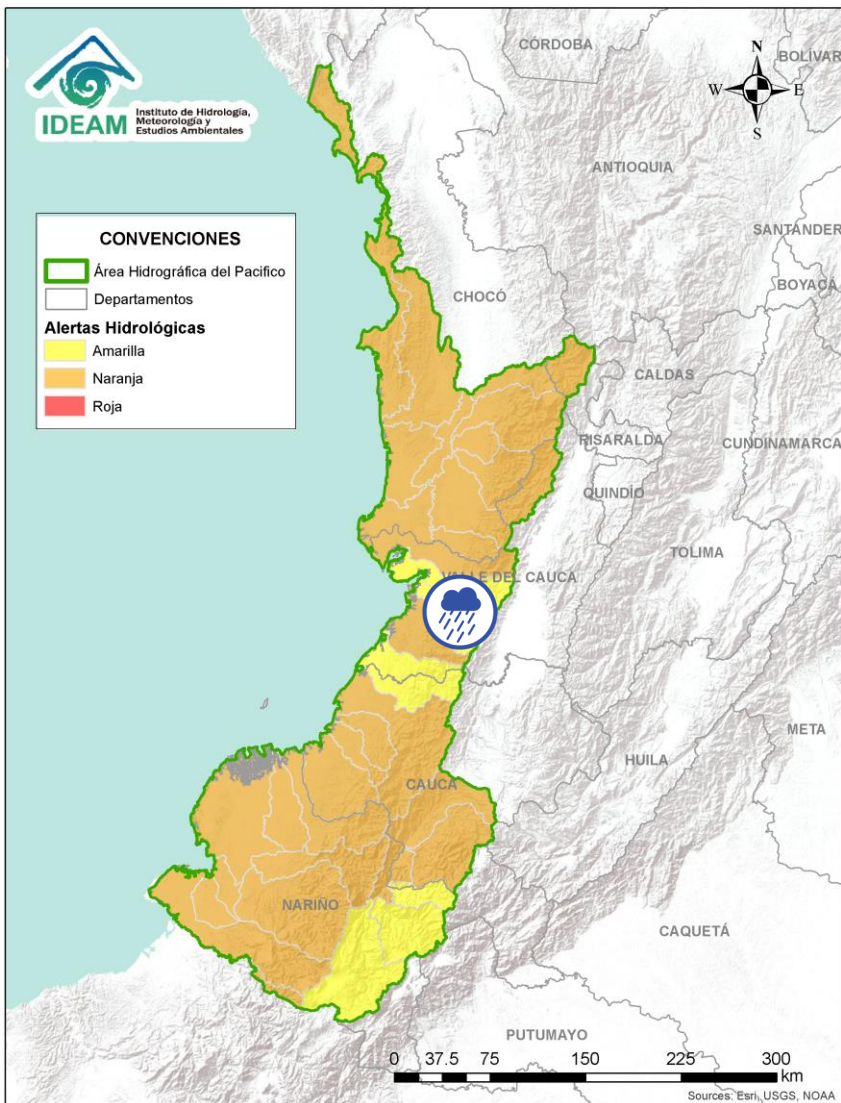 IDEAM
Instituto de Hidrología,
Meteorología y
Estudios Ambientales
CÓRDOBA
BOLÍVAR
N
W
E
S
ANTIOQUIA
SANTANDER
BOYACÁ
CONVENCIONES
Área Hidrográfica del Pacifico
Departamentos
Alertas Hidrológicas
Amarilla
Naranja
Roja
CHOCÓ
CALDAS
RISARALDA
CUNDINAMARCA
QUINDÍO
TOLIMA
VALLE DEL CAUCA
META
HUILA
CAUCA
NARIÑO
CAQUETÁ
PUTUMAYO
0 37.5 75 150 225 300
km
Sources: Esri, USGS, NOAA